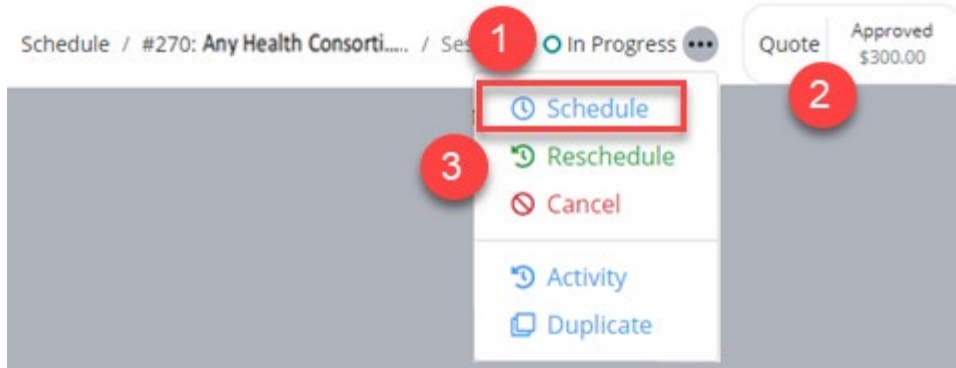 Schedule / #270: Any Health Consorti..... / Ses 1 In Progress ••• Quote Approved
$300.00
2
Schedule
3 Reschedule
Cancel
Activity
Duplicate